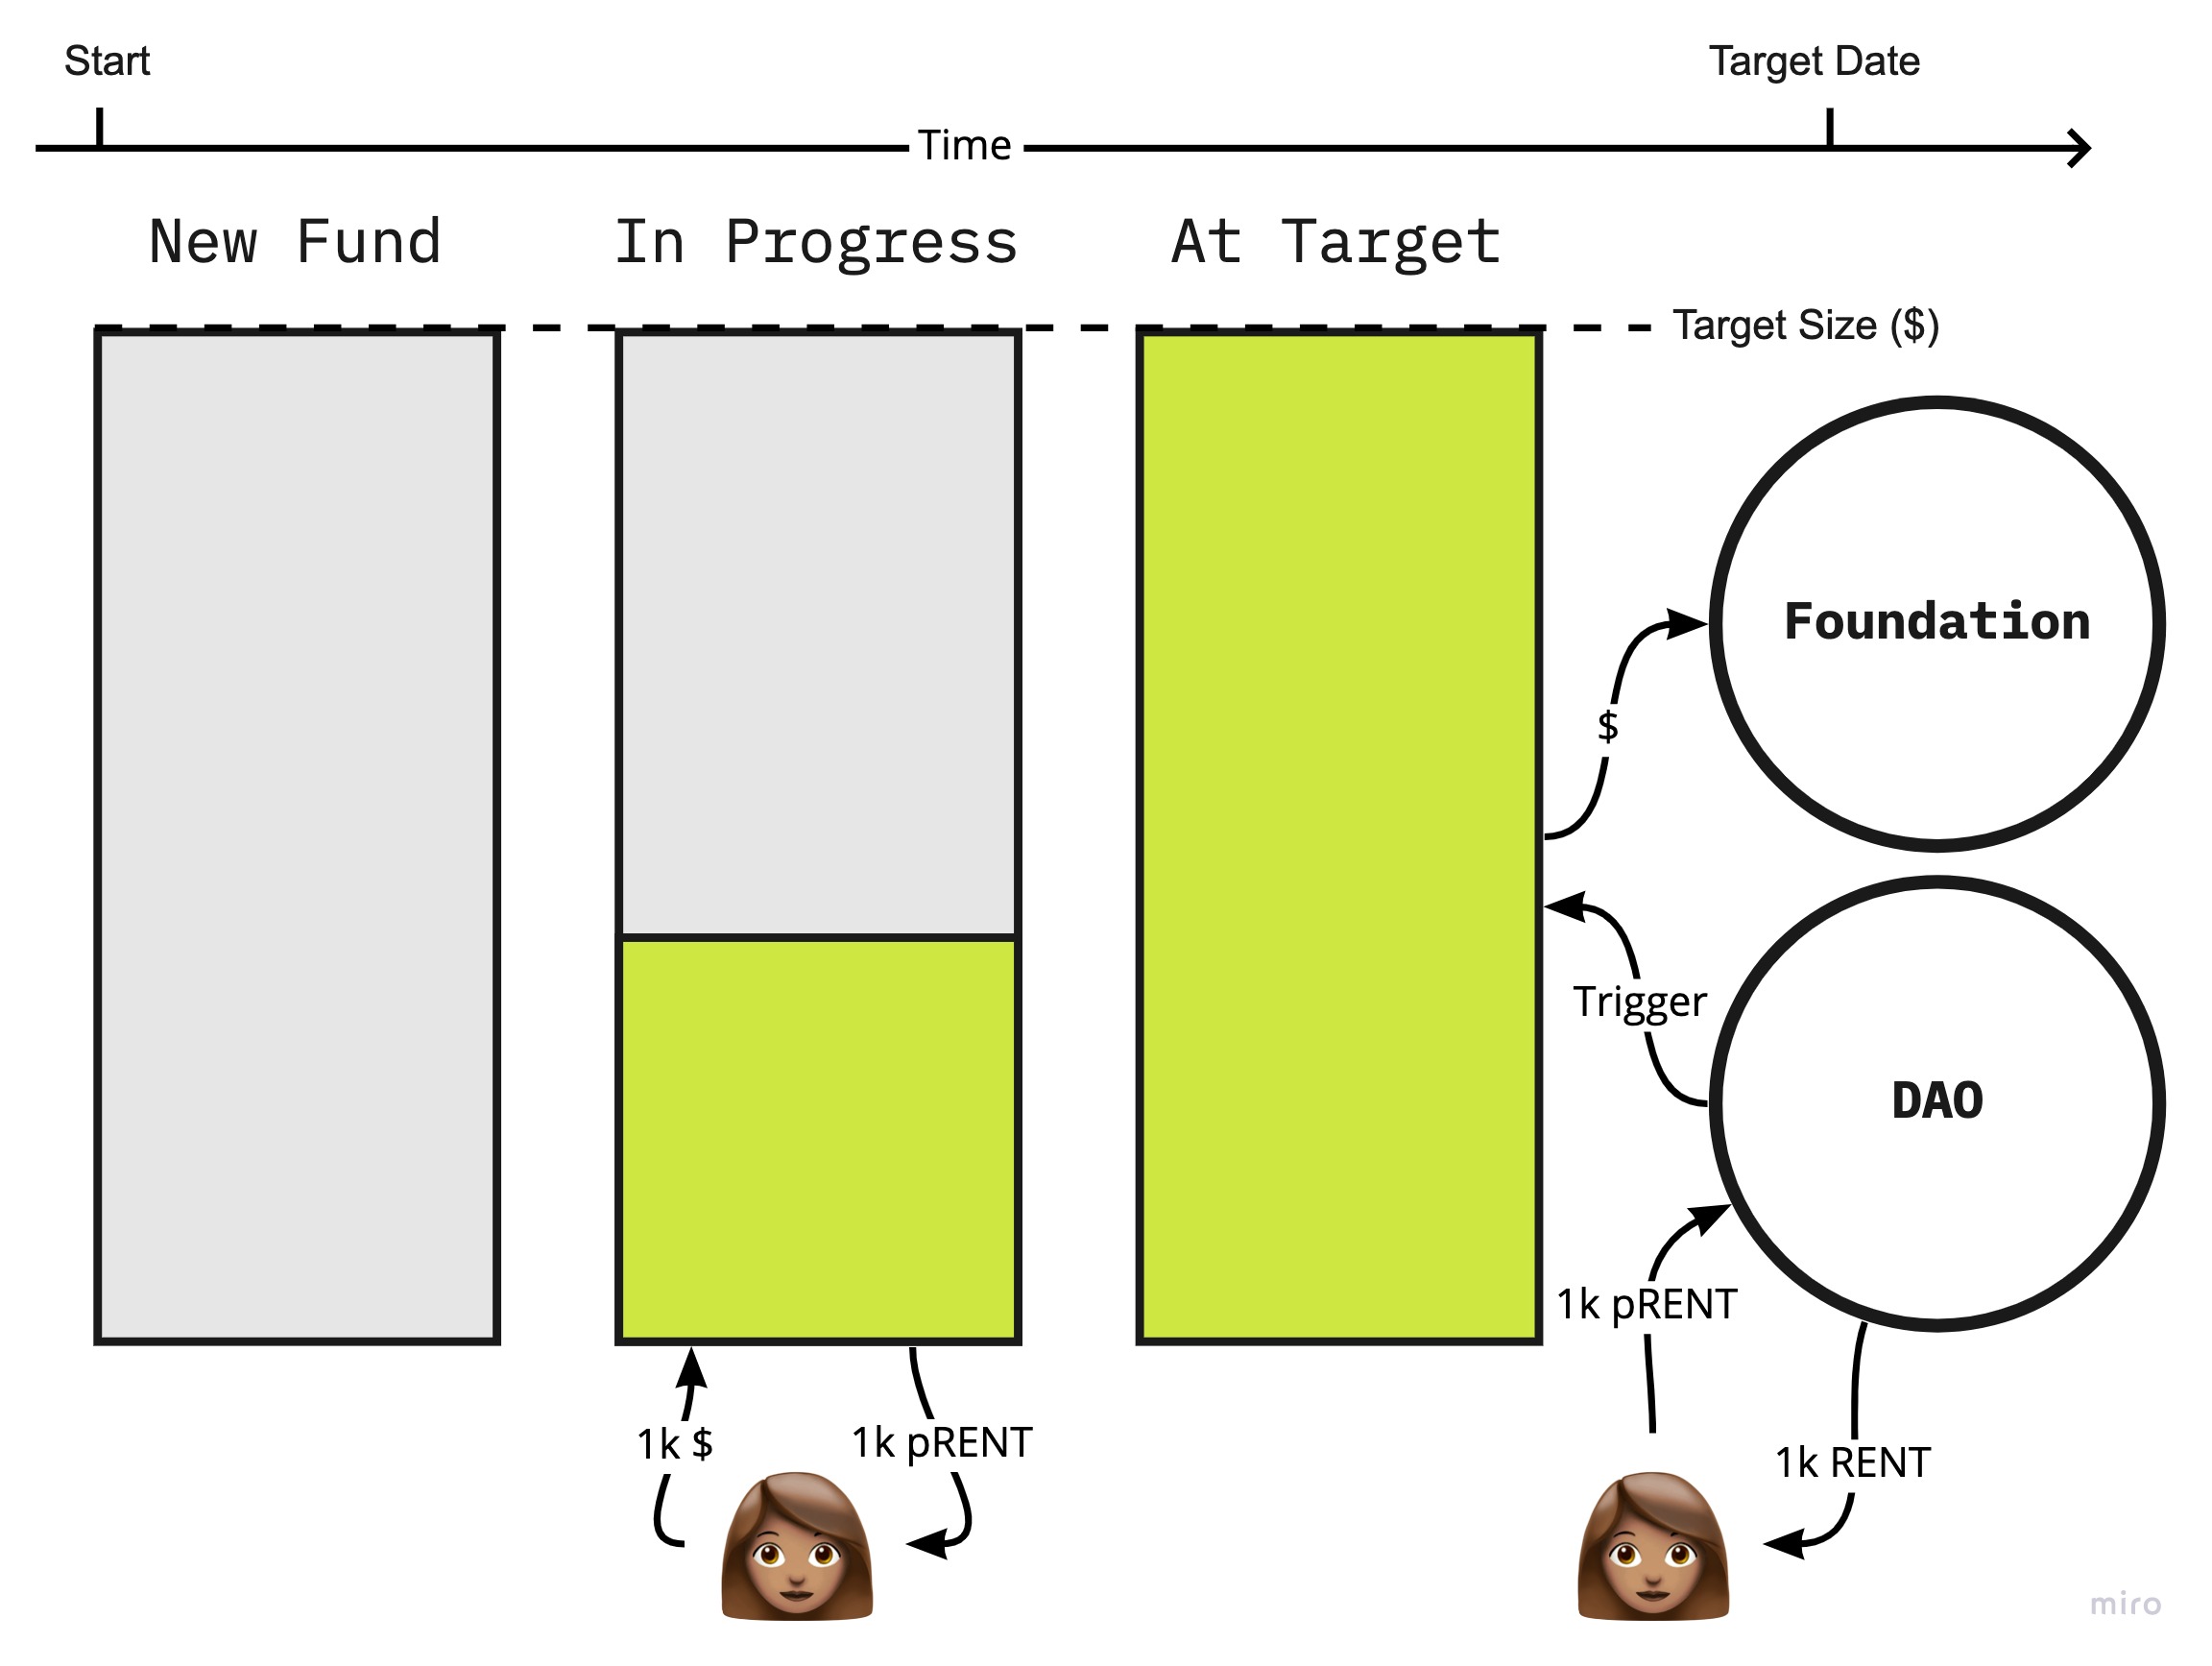 Start
Target Date
Time
New Fund
In Progress
At Target
Target Size ($)
Foundation
$
Trigger
DAO
1k pRENT
1k $
1k pRENT
1k RENT
miro